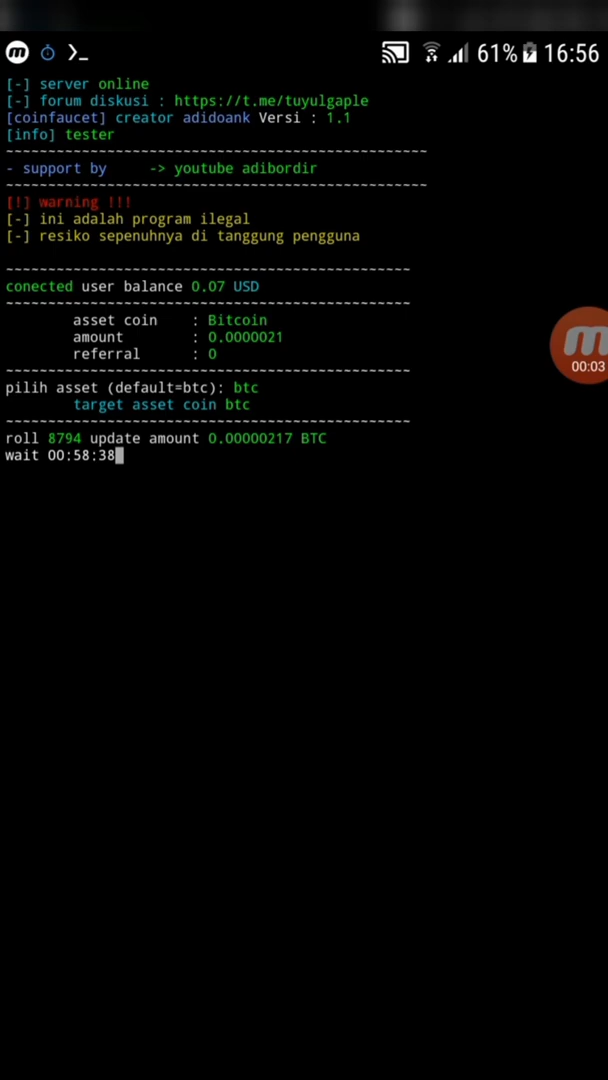 61% 16:56
[-] server online
[-] forum diskusi : https://t.me/tuyulgaple
[coinfaucet] creator adidoank Versi : 1.1
[info] tester
~~~~~~~~~~~~~~~~~~~~~~~~~~~~~~~~~~~~~~~~~~~~~~~~~~
- support by -> youtube adibordir
~~~~~~~~~~~~~~~~~~~~~~~~~~~~~~~~~~~~~~~~~~~~~~~~~~
[!] warning !!!
[-] ini adalah program ilegal
[-] resiko sepenuhnya di tanggung pengguna
~~~~~~~~~~~~~~~~~~~~~~~~~~~~~~~~~~~~~~~~~~~~~~~~
conected user balance 0.07 USD
~~~~~~~~~~~~~~~~~~~~~~~~~~~~~~~~~~~~~~~~~~~~~~~~
asset coin : Bitcoin
amount : 0.0000021
referral : 0
~~~~~~~~~~~~~~~~~~~~~~~~~~~~~~~~~~~~~~~~~~~~~~~~
00:03
pilih asset (default=btc): btc
target asset coin btc
~~~~~~~~~~~~~~~~~~~~~~~~~~~~~~~~~~~~~~~~~~~~~~~~
roll 8794 update amount 0.00000217 BTC
wait 00:58:38